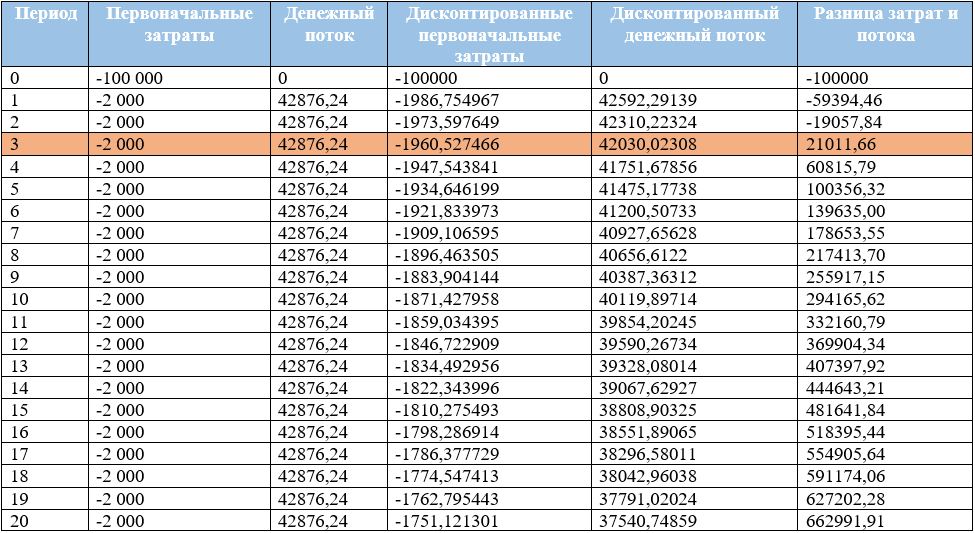 Период Первоначальные затраты Денежный поток Дисконтированные первоначальные затраты Дисконтированный денежный поток Разница затрат и потока
0 -100 000 0 -100000 0 -100000
1 -2 000 42876,24 -1986,754967 42592,29139 -59394,46
2 -2 000 42876,24 -1973,597649 42310,22324 -19057,84
3 -2 000 42876,24 -1960,527466 42030,02308 21011,66
4 -2 000 42876,24 -1947,543841 41751,67856 60815,79
5 -2 000 42876,24 -1934,646199 41475,17738 100356,32
6 -2 000 42876,24 -1921,833973 41200,50733 139635,00
7 -2 000 42876,24 -1909,106595 40927,65628 178653,55
8 -2 000 42876,24 -1896,463505 40656,6122 217413,70
9 -2 000 42876,24 -1883,904144 40387,36312 255917,15
10 -2 000 42876,24 -1871,427958 40119,89714 294165,62
11 -2 000 42876,24 -1859,034395 39854,20245 332160,79
12 -2 000 42876,24 -1846,722909 39590,26734 369904,34
13 -2 000 42876,24 -1834,492956 39328,08014 407397,92
14 -2 000 42876,24 -1822,343996 39067,62927 444643,21
15 -2 000 42876,24 -1810,275493 38808,90325 481641,84
16 -2 000 42876,24 -1798,286914 38551,89065 518395,44
17 -2 000 42876,24 -1786,377729 38296,58011 554905,64
18 -2 000 42876,24 -1774,547413 38042,96038 591174,06
19 -2 000 42876,24 -1762,795443 37791,02024 627202,28
20 -2 000 42876,24 -1751,121301 37540,74859 662991,91